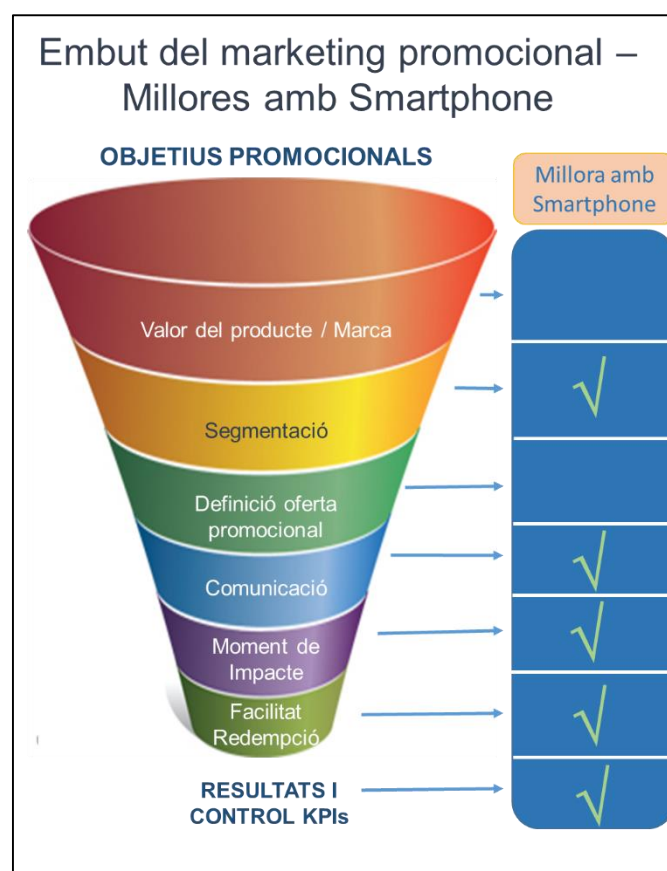 Embut del marketing promocional –
Millores amb Smartphone
OBJETIUS PROMOCIONALS
Millora amb
Smartphone
Valor del producte / Marca
Segmentació
Definició oferta
promocional
Comunicació
Moment de
Impacte
Facilitat
Redempció
RESULTATS I
CONTROL KPIs